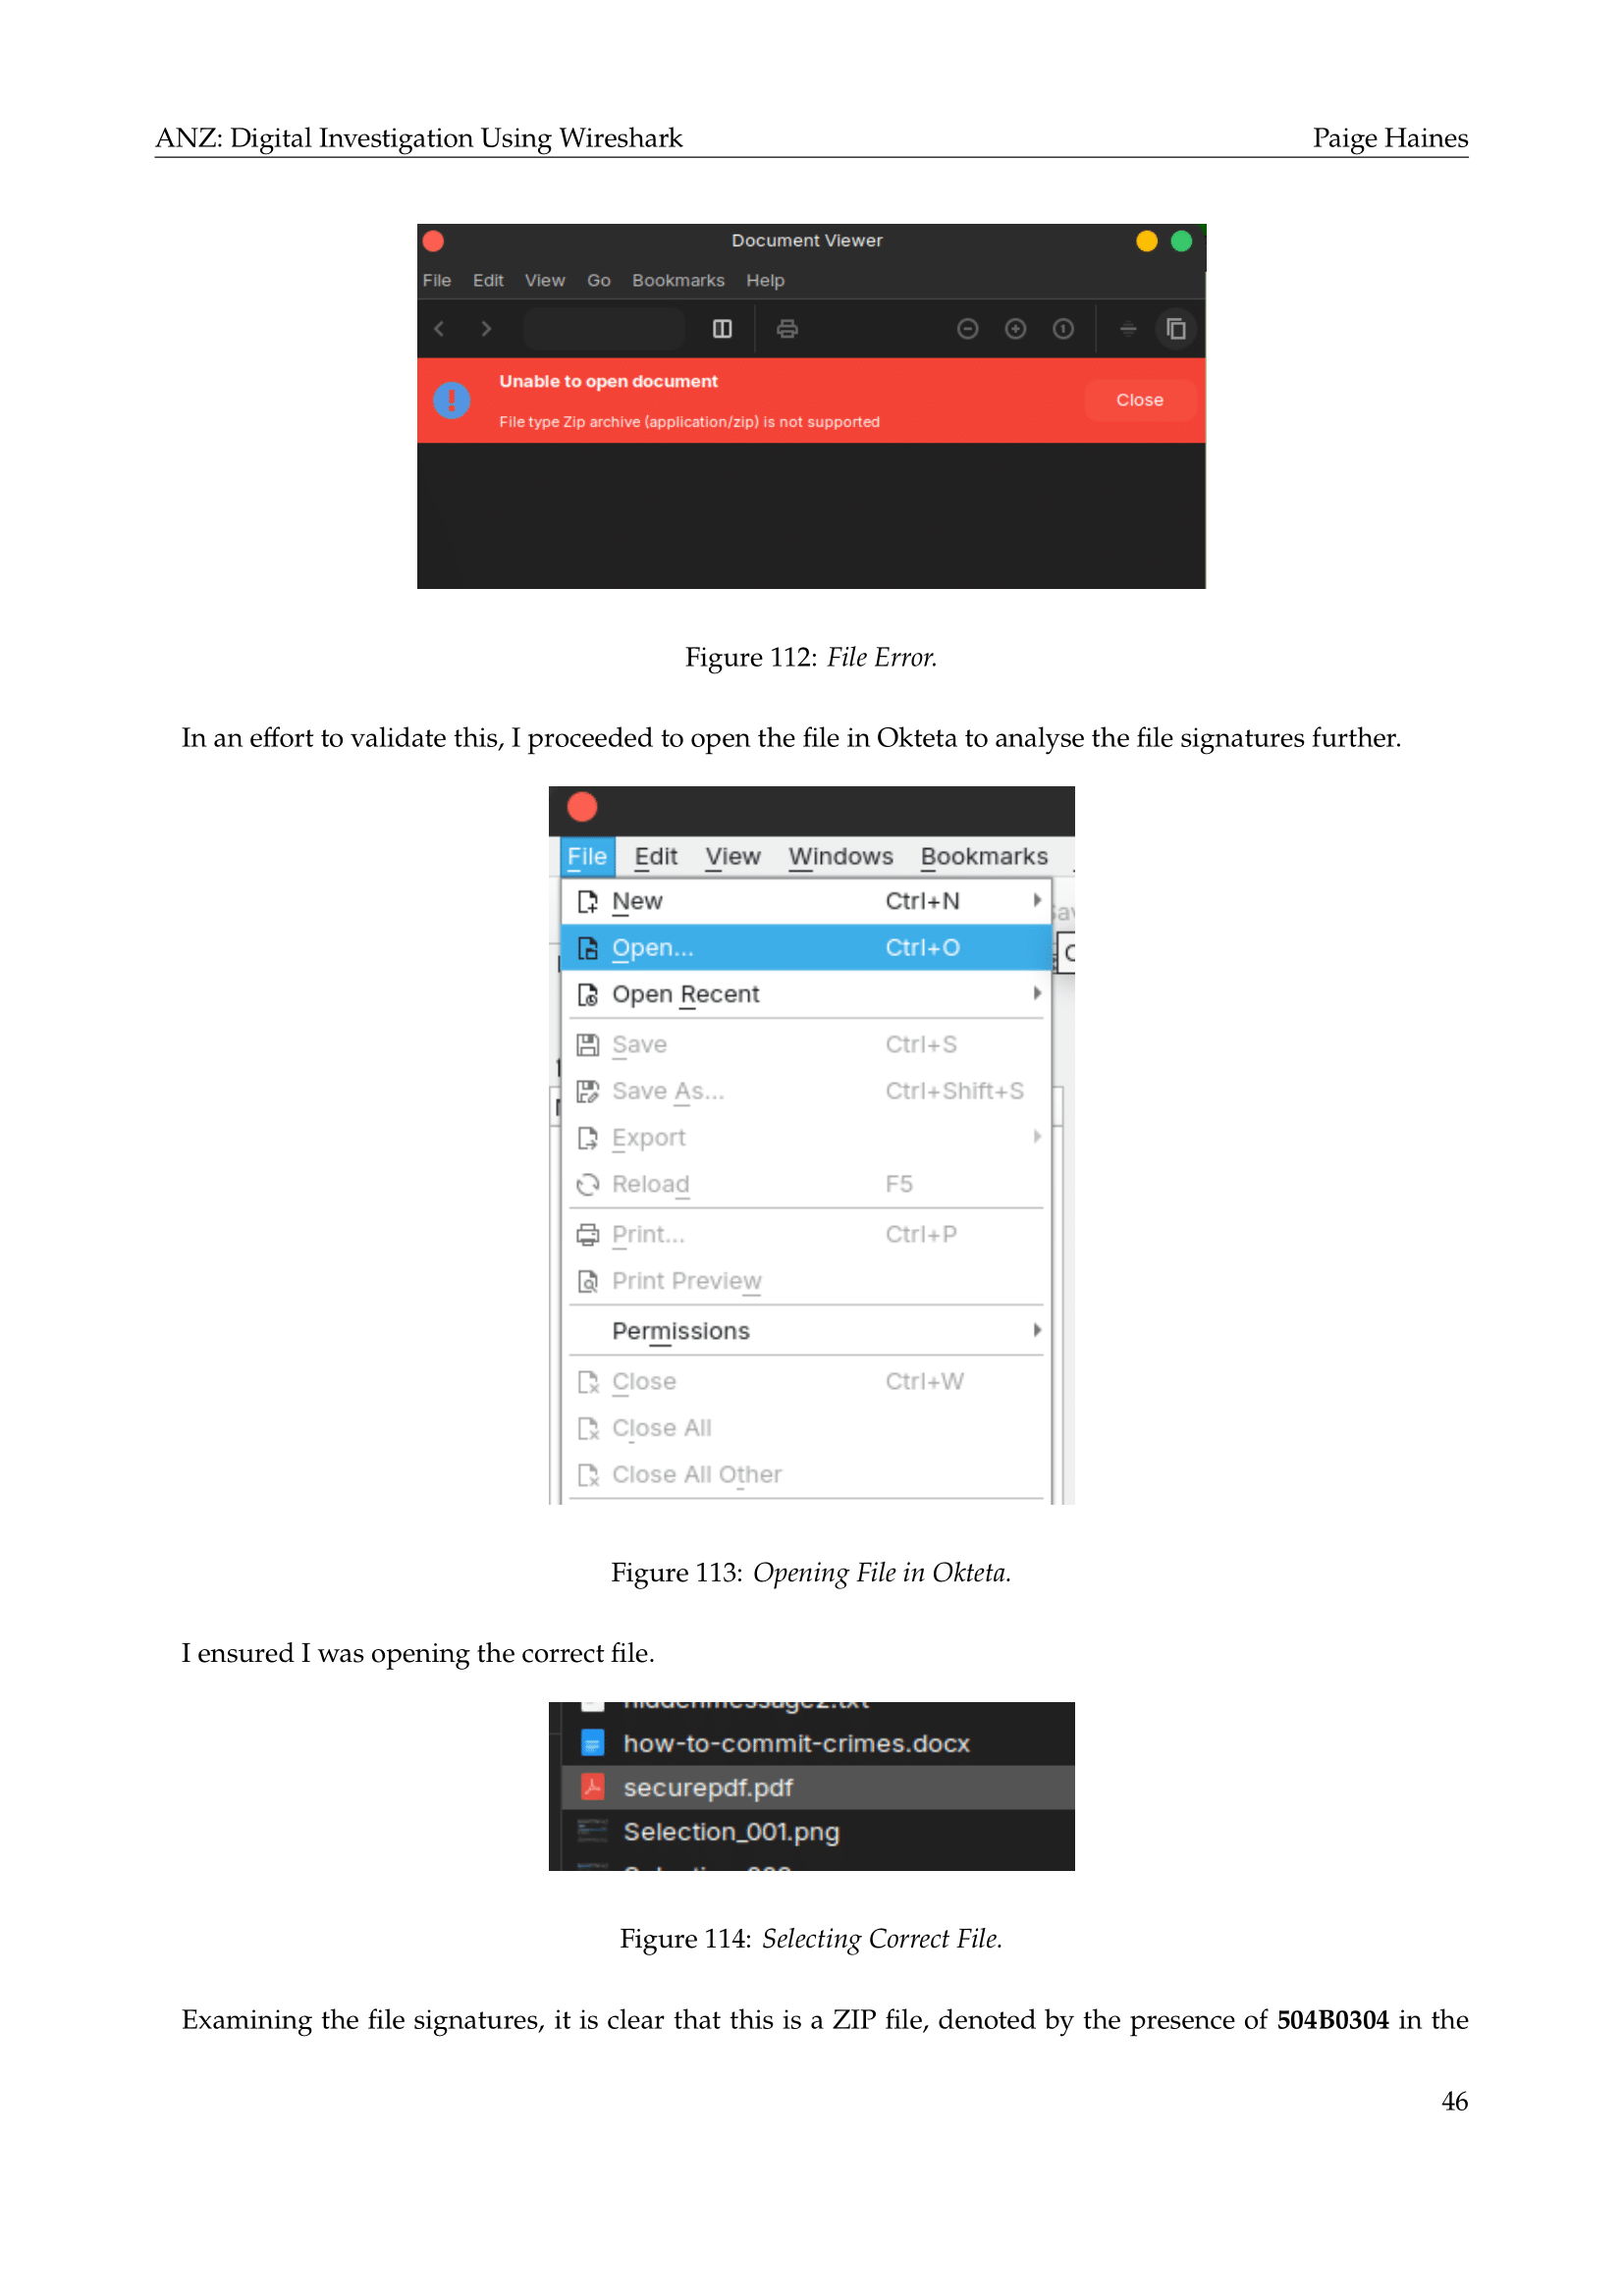 ANZ: Digital Investigation Using Wireshark Paige Haines
Document Viewer
File Edit View Go Bookmarks Help
Unable to open document
File type Zip archive (application/zip) is not supported
Close
Figure 112: File Error.
In an effort to validate this, I proceeded to open the file in Okteta to analyse the file signatures further.
File Edit View Windows Bookmarks
New Ctrl+N
Open... Ctrl+O
Open Recent
Save Ctrl+S
Save As... Ctrl+Shift+S
Export
Reload F5
Print... Ctrl+P
Print Preview
Permissions
Close Ctrl+W
Close All
Close All Other
Figure 113: Opening File in Okteta.
I ensured I was opening the correct file.
hiddenmessage2.txt
how-to-commit-crimes.docx
securepdf.pdf
Selection_001.png
Figure 114: Selecting Correct File.
Examining the file signatures, it is clear that this is a ZIP file, denoted by the presence of 504B0304 in the
46